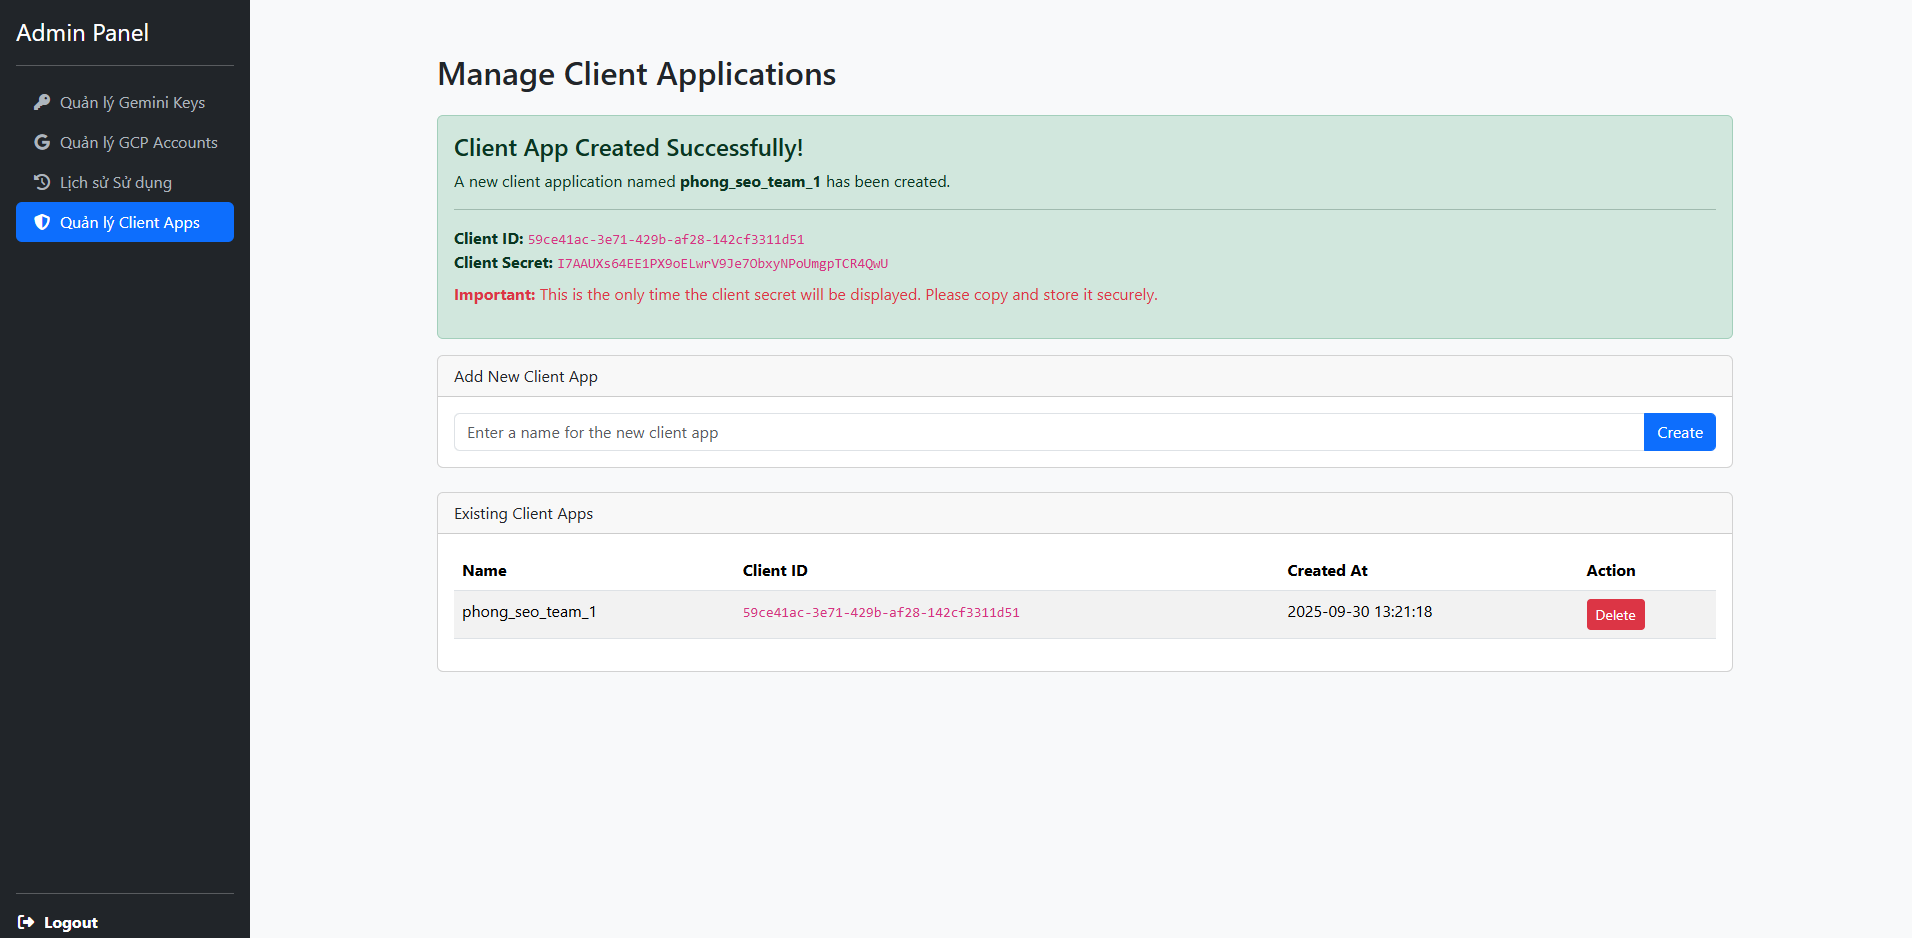 Admin Panel
Quản lý Gemini Keys
Quản lý GCP Accounts
Lịch sử Sử dụng
Quản lý Client Apps
Logout
Manage Client Applications
Client App Created Successfully!
A new client application named phong_seo_team_1 has been created.
Client ID: 59ce41ac-3e71-429b-af28-142cf3311d51
Client Secret: I7AAUXs64EE1PX9oELwrV9Je7ObxyNPoUmgpTCR4QwU
Important: This is the only time the client secret will be displayed. Please copy and store it securely.
Add New Client App
Enter a name for the new client app
Create
Existing Client Apps
Name Client ID Created At Action
phong_seo_team_1 59ce41ac-3e71-429b-af28-142cf3311d51 2025-09-30 13:21:18 Delete